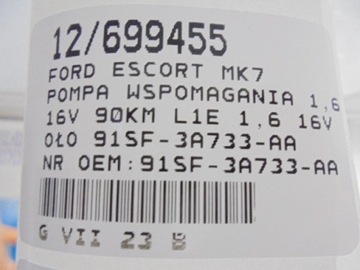 12/699455
FORD ESCORT MK7
POMPA WSPOMAGANIA 1,6
16V 90KM L1E 1,6 16V
OŁO 91SF-3A733-AA
NR OEM:91SF-3A733-AA
G VII 23 B